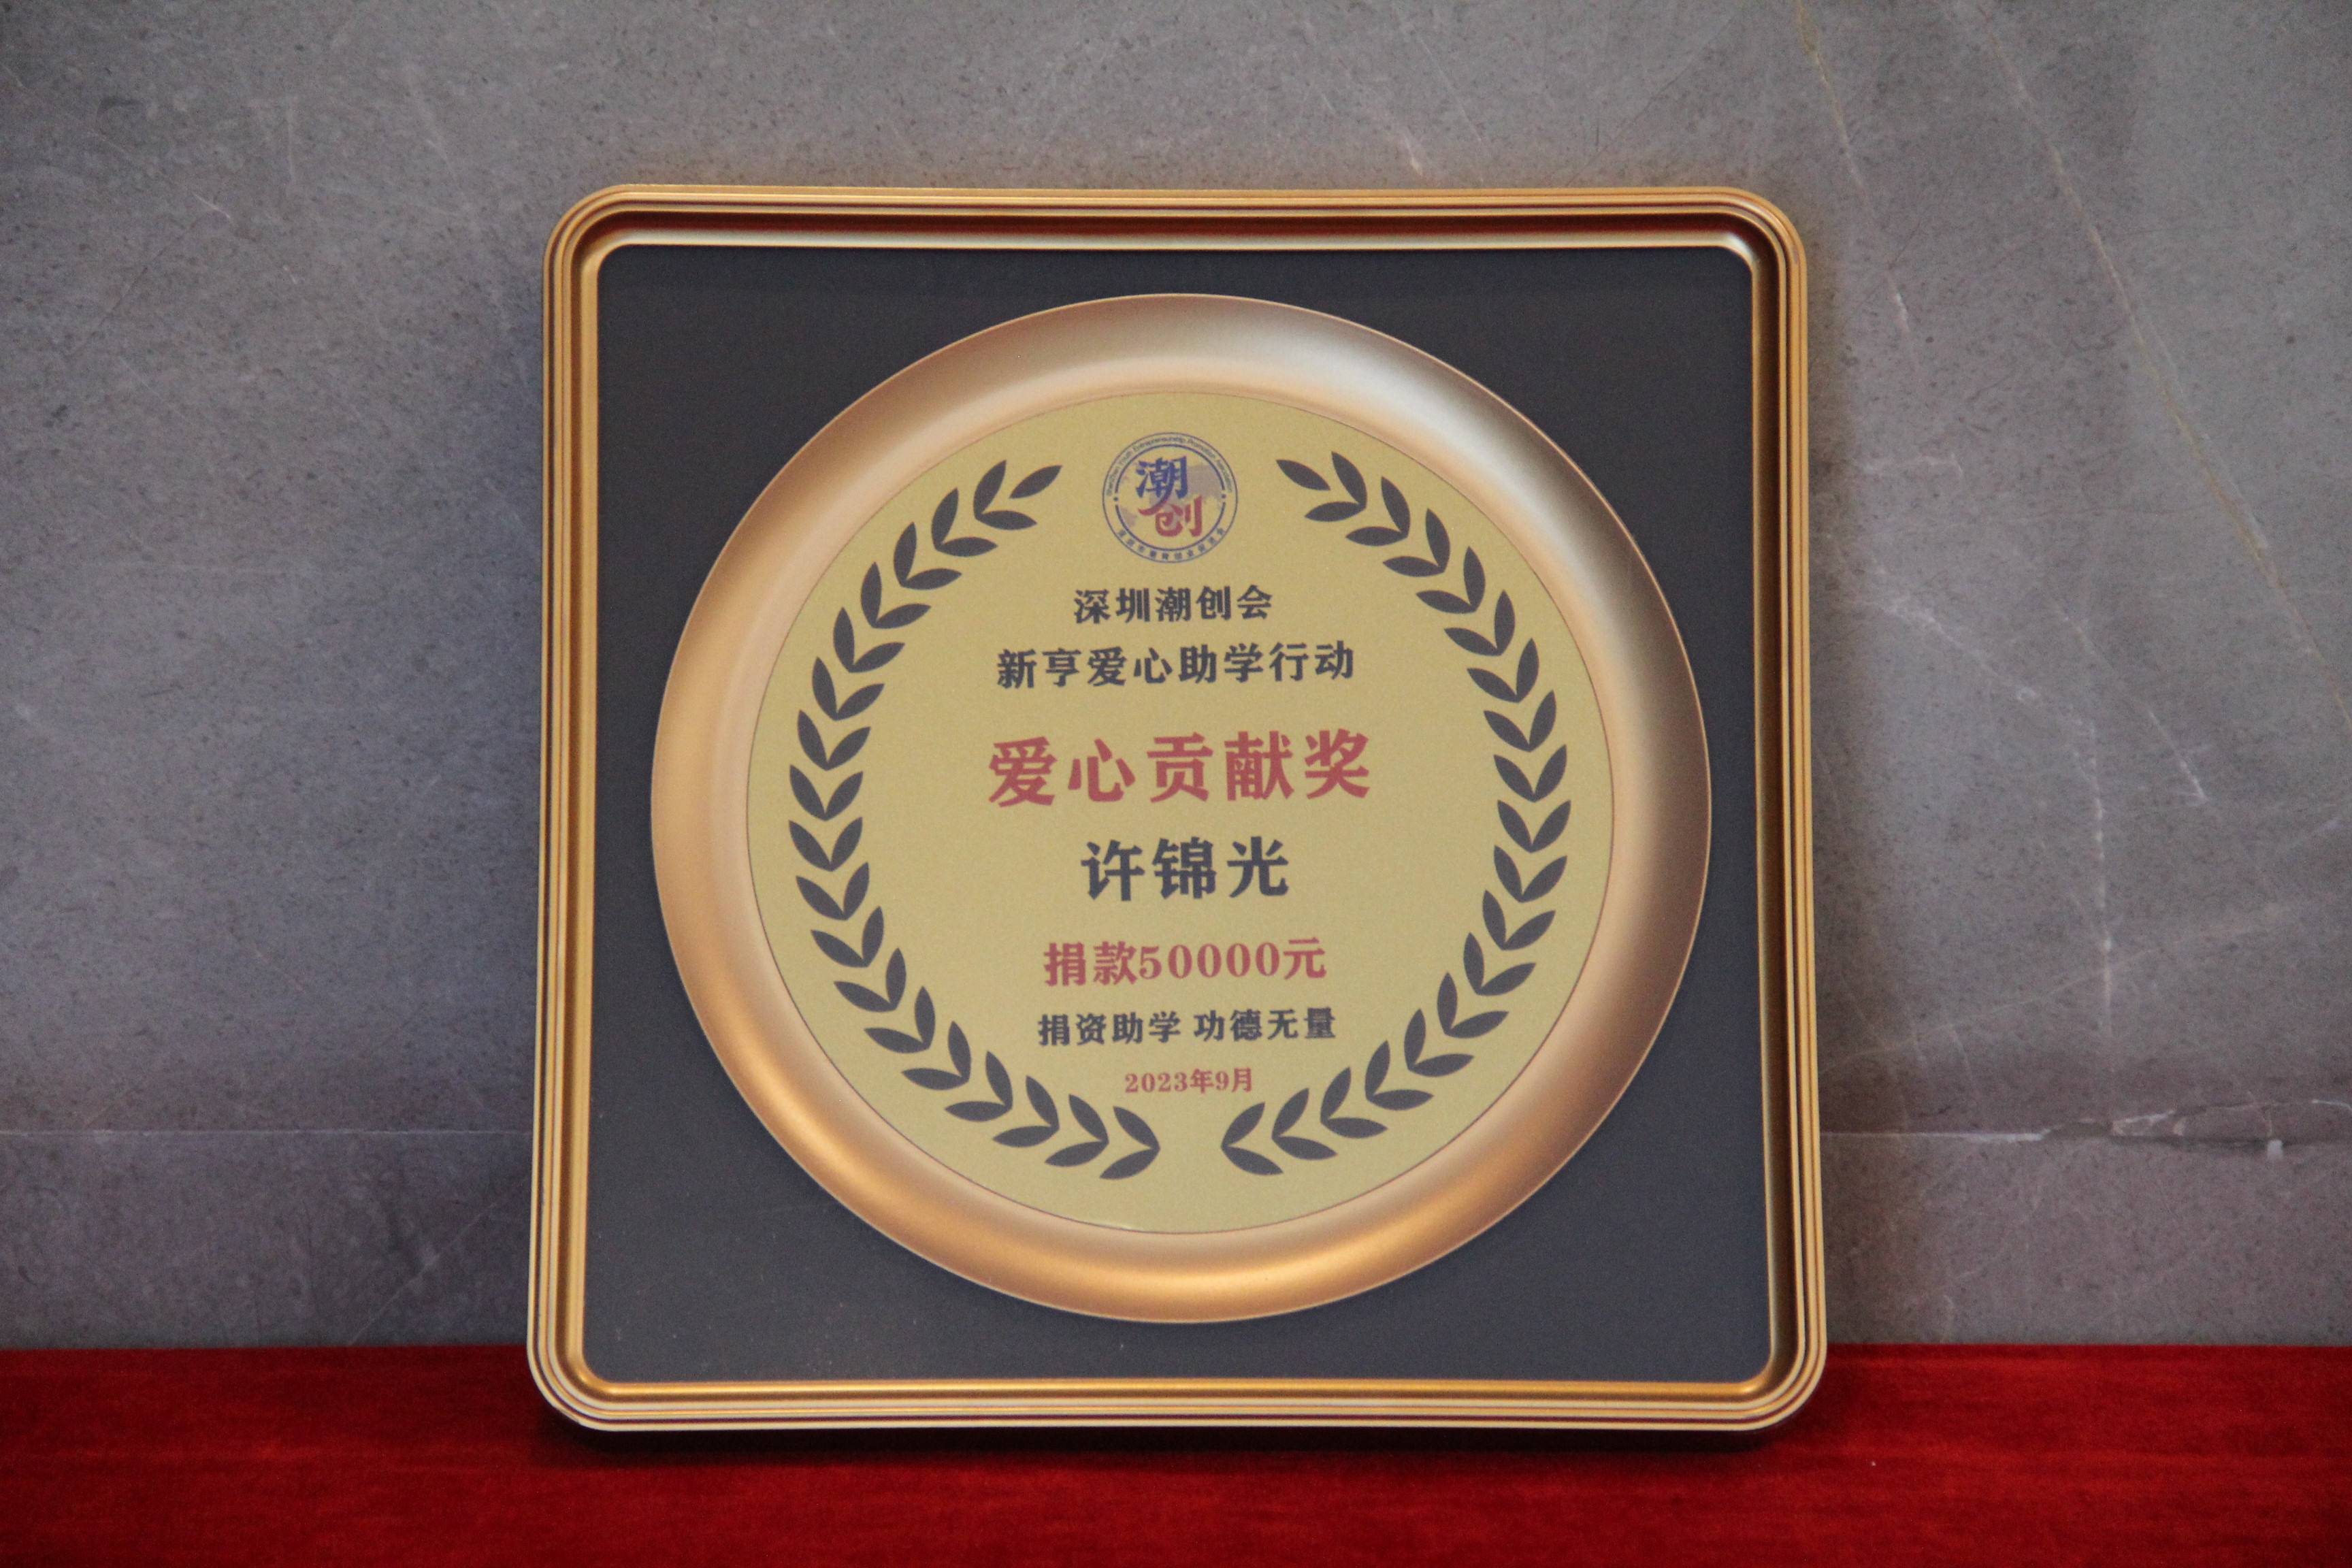 潮创
深圳潮创会
新亨爱心助学行动
爱心贡献奖
许锦光
捐款50000元
捐资助学 功德无量
2023年9月